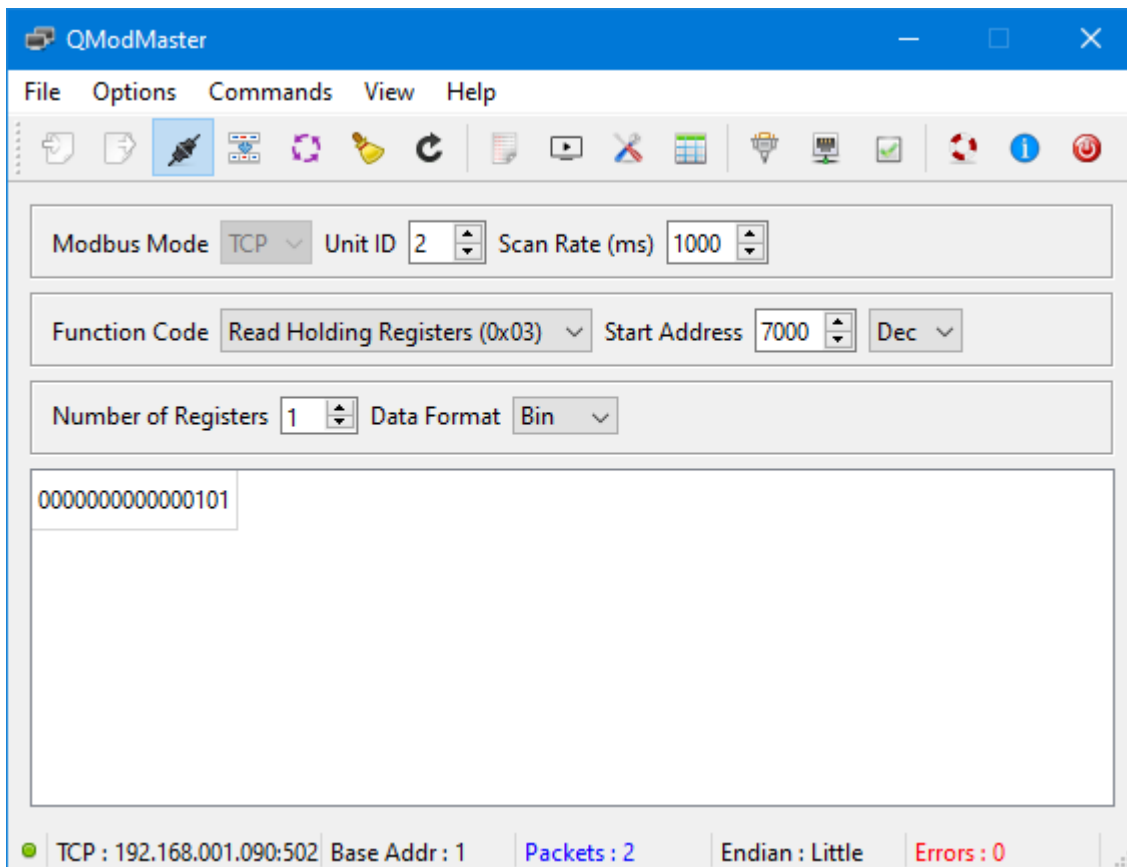 QModMaster
File Options Commands View Help
Modbus Mode TCP Unit ID 2 Scan Rate (ms) 1000
Function Code Read Holding Registers (0x03) Start Address 7000 Dec
Number of Registers 1 Data Format Bin
0000000000000101
TCP : 192.168.001.090:502 Base Addr : 1 Packets : 2 Endian : Little Errors : 0